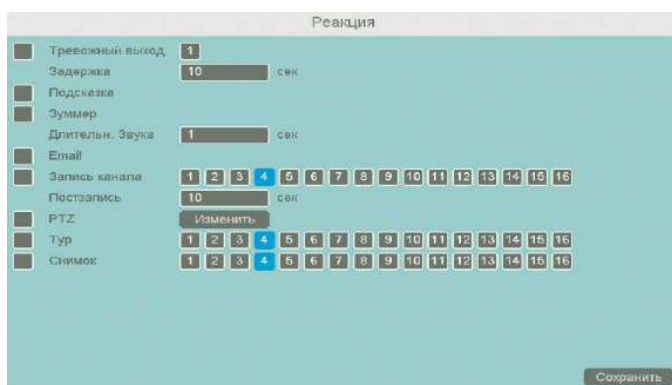 Реакция
Тревожный выход 1
Задержка 10 сек
Подсказка
Зуммер
Длительн. Звука 1 сек
Email
Запись канала 1 2 3 4 5 6 7 8 9 10 11 12 13 14 15 16
Постзапись 10 сек
PTZ Изменить
Тур 1 2 3 4 5 6 7 8 9 10 11 12 13 14 15 16
Снимок 1 2 3 4 5 6 7 8 9 10 11 12 13 14 15 16
Сохранить